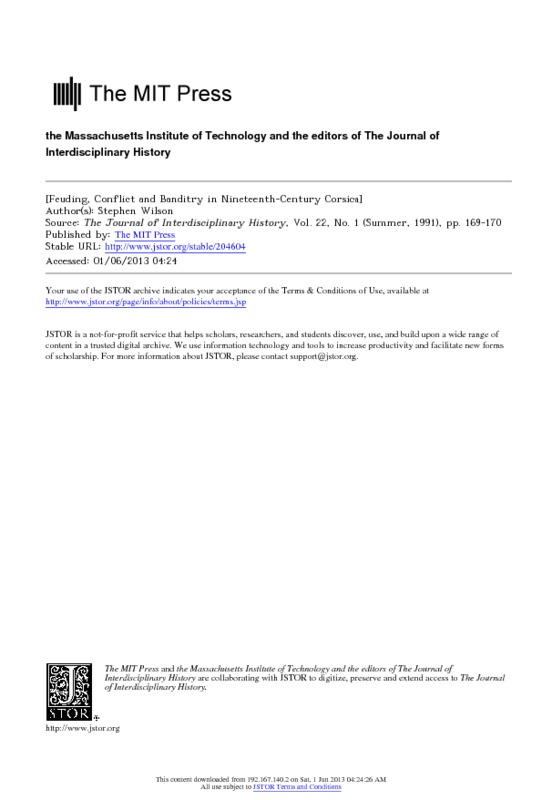 The MIT Press
the Massachusetts Institute of Technology and the editors of The Journal of
Interdisciplinary History
[Feuding, Conflict and Banditry in Nineteenth-Century Corsica]
Author(s): Stephen Wilson
Source: The Journal of Interdisciplinary History, Vol. 22, No. 1 (Summer, 1991), pp. 169-170
Published by: The MIT Press
Stable URL: http://www.jstor.org/stable/204604
Accessed: 01/06/2013 04:24
Your use of the JSTOR archive indicates your acceptance of the Terms & Conditions of Use, available at
http://www.jstor.org/page/info/about/policies/terms.jsp
JSTOR is a not-for-profit service that helps scholars, researchers, and students discover, use, and build upon a wide range of
content in a trusted digital archive. We use information technology and tools to increase productivity and facilitate new forms
of scholarship. For more information about JSTOR, please contact support@jstor.org.
The MIT Press and the Massachusetts Institute of Technology and the editors of The Journal of
Interdisciplinary History are collaborating with JSTOR to digitize, preserve and extend access to The Journal
of Interdisciplinary History.
JSTOR
http://www.jstor.org
This content downloaded from 192.167.140.2 on Sat, 1 Jun 2013 04:24:26 AM
All use subject to JSTOR Terms and Conditions